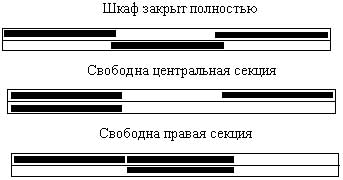 Шкаф закрыт полностью
Свободна центральная секция
Свободна правая секция